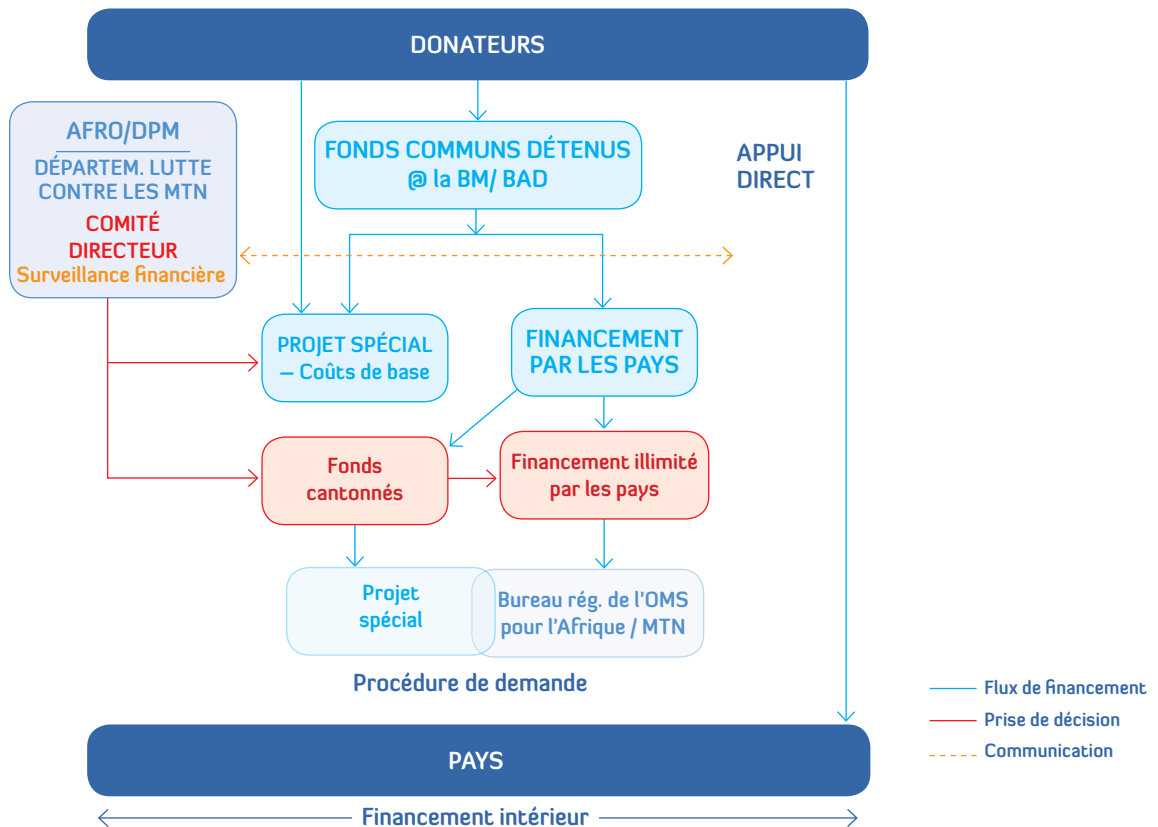 DONATEURS
AFRO/DPM
DÉPARTEM. LUTTE
CONTRE LES MTN
COMITÉ
DIRECTEUR
Surveillance financière
FONDS COMMUNS DÉTENUS
@ la BM/ BAD
APPUI
DIRECT
PROJET SPÉCIAL
– Coûts de base
FINANCEMENT
PAR LES PAYS
Fonds
cantonnés
Financement illimité
par les pays
Projet
spécial
Bureau rég. de l'OMS
pour l'Afrique / MTN
Procédure de demande
Flux de financement
Prise de décision
Communication
PAYS
Financement intérieur